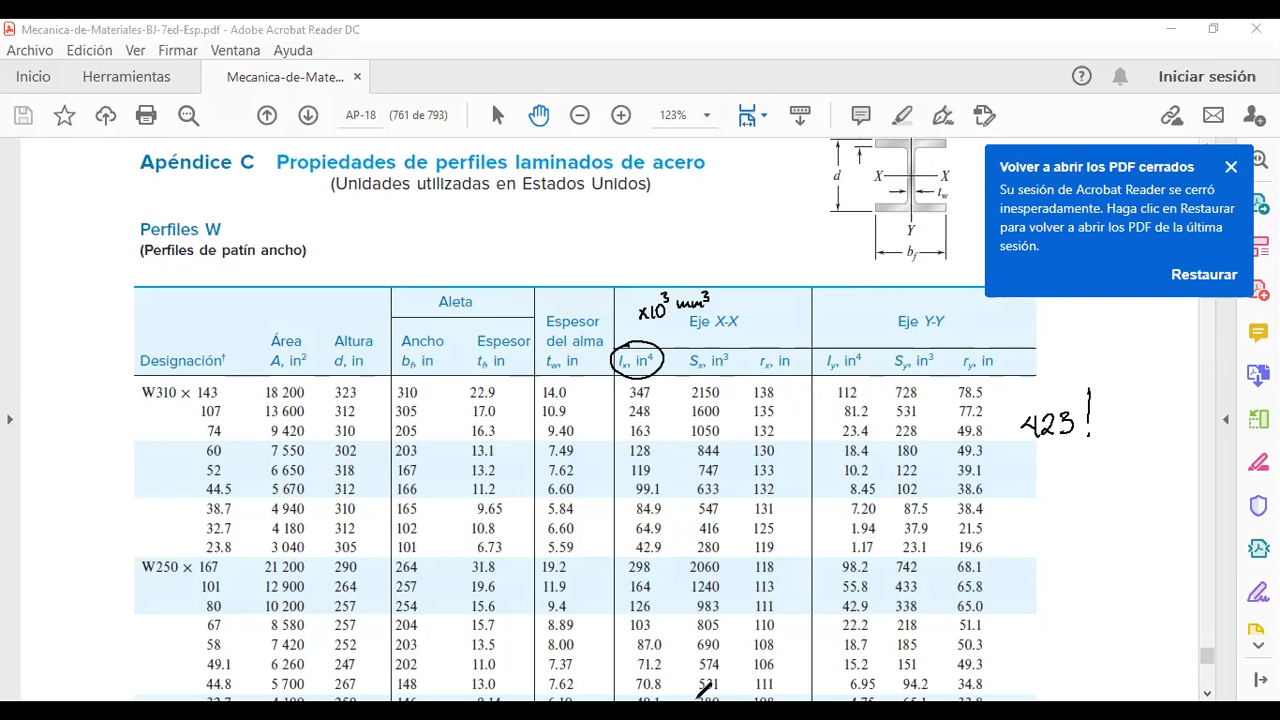 Mecanica-de-Materiales-BJ-7ed-Esp.pdf - Adobe Acrobat Reader DC
Archivo Edición Ver Firmar Ventana Ayuda
Inicio Herramientas Mecanica-de-Mate... × Iniciar sesión
AP-18 (761 de 793) 123%
Apéndice C Propiedades de perfiles laminados de acero
(Unidades utilizadas en Estados Unidos)
Perfiles W
(Perfiles de patín ancho)
d X X tw Y bf
Volver a abrir los PDF cerrados
Su sesión de Acrobat Reader se cerró
inesperadamente. Haga clic en Restaurar
para volver a abrir los PDF de la última
sesión.
Restaurar
x10³ mm³
Aleta
Espesor Eje X-X Eje Y-Y
Área Altura Ancho Espesor del alma
Designación† A, in² d, in bf, in tf, in tw, in Ix, in⁴ Sx, in³ rx, in Iy, in⁴ Sy, in³ ry, in
W310 × 143 18 200 323 310 22.9 14.0 347 2150 138 112 728 78.5
107 13 600 312 305 17.0 10.9 248 1600 135 81.2 531 77.2
74 9 420 310 205 16.3 9.40 163 1050 132 23.4 228 49.8
423!
60 7 550 302 203 13.1 7.49 128 844 130 18.4 180 49.3
52 6 650 318 167 13.2 7.62 119 747 133 10.2 122 39.1
44.5 5 670 312 166 11.2 6.60 99.1 633 132 8.45 102 38.6
38.7 4 940 310 165 9.65 5.84 84.9 547 131 7.20 87.5 38.4
32.7 4 180 312 102 10.8 6.60 64.9 416 125 1.94 37.9 21.5
23.8 3 040 305 101 6.73 5.59 42.9 280 119 1.17 23.1 19.6
W250 × 167 21 200 290 264 31.8 19.2 298 2060 118 98.2 742 68.1
101 12 900 264 257 19.6 11.9 164 1240 113 55.8 433 65.8
80 10 200 257 254 15.6 9.4 126 983 111 42.9 338 65.0
67 8 580 257 204 15.7 8.89 103 805 110 22.2 218 51.1
58 7 420 252 203 13.5 8.00 87.0 690 108 18.7 185 50.3
49.1 6 260 247 202 11.0 7.37 71.2 574 106 15.2 151 49.3
44.8 5 700 267 148 13.0 7.62 70.8 531 111 6.95 94.2 34.8